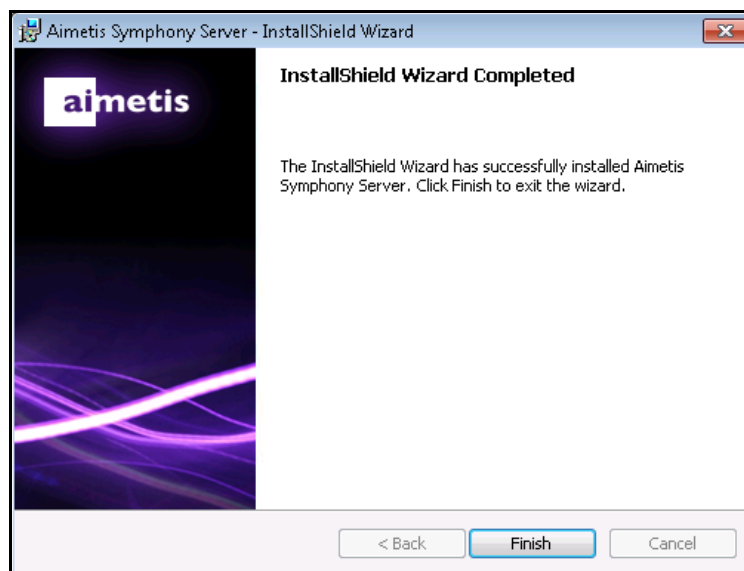 Aimetis Symphony Server - InstallShield Wizard
aimetis
InstallShield Wizard Completed
The InstallShield Wizard has successfully installed Aimetis
Symphony Server. Click Finish to exit the wizard.
< Back
Finish
Cancel